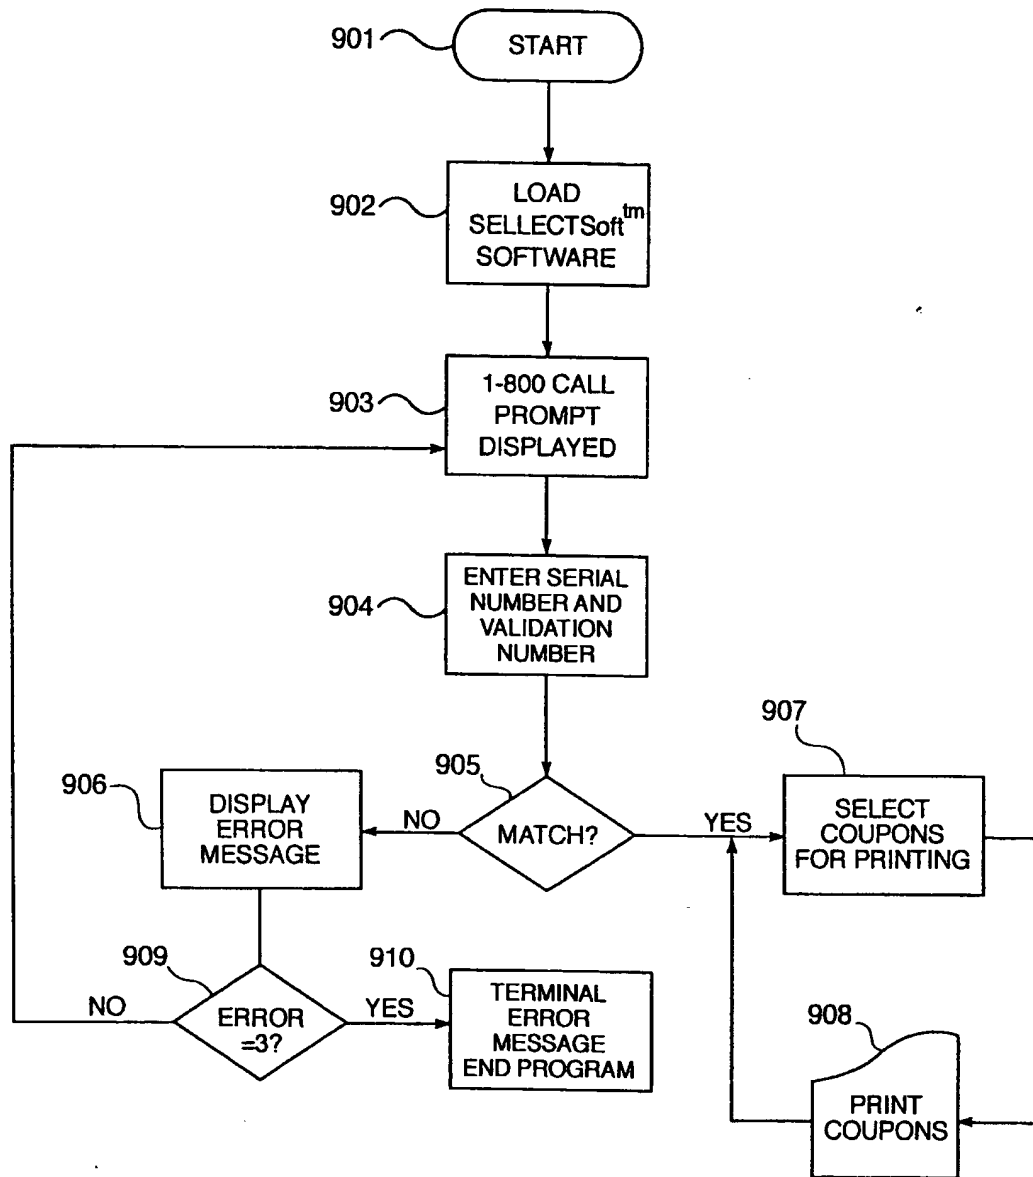 901
START
902
LOAD
SELLECTSoft tm
SOFTWARE
903
1-800 CALL
PROMPT
DISPLAYED
904
ENTER SERIAL
NUMBER AND
VALIDATION
NUMBER
905
MATCH?
NO
YES
906
DISPLAY
ERROR
MESSAGE
907
SELECT
COUPONS
FOR PRINTING
909
ERROR
=3?
NO
YES
910
TERMINAL
ERROR
MESSAGE
END PROGRAM
908
PRINT
COUPONS